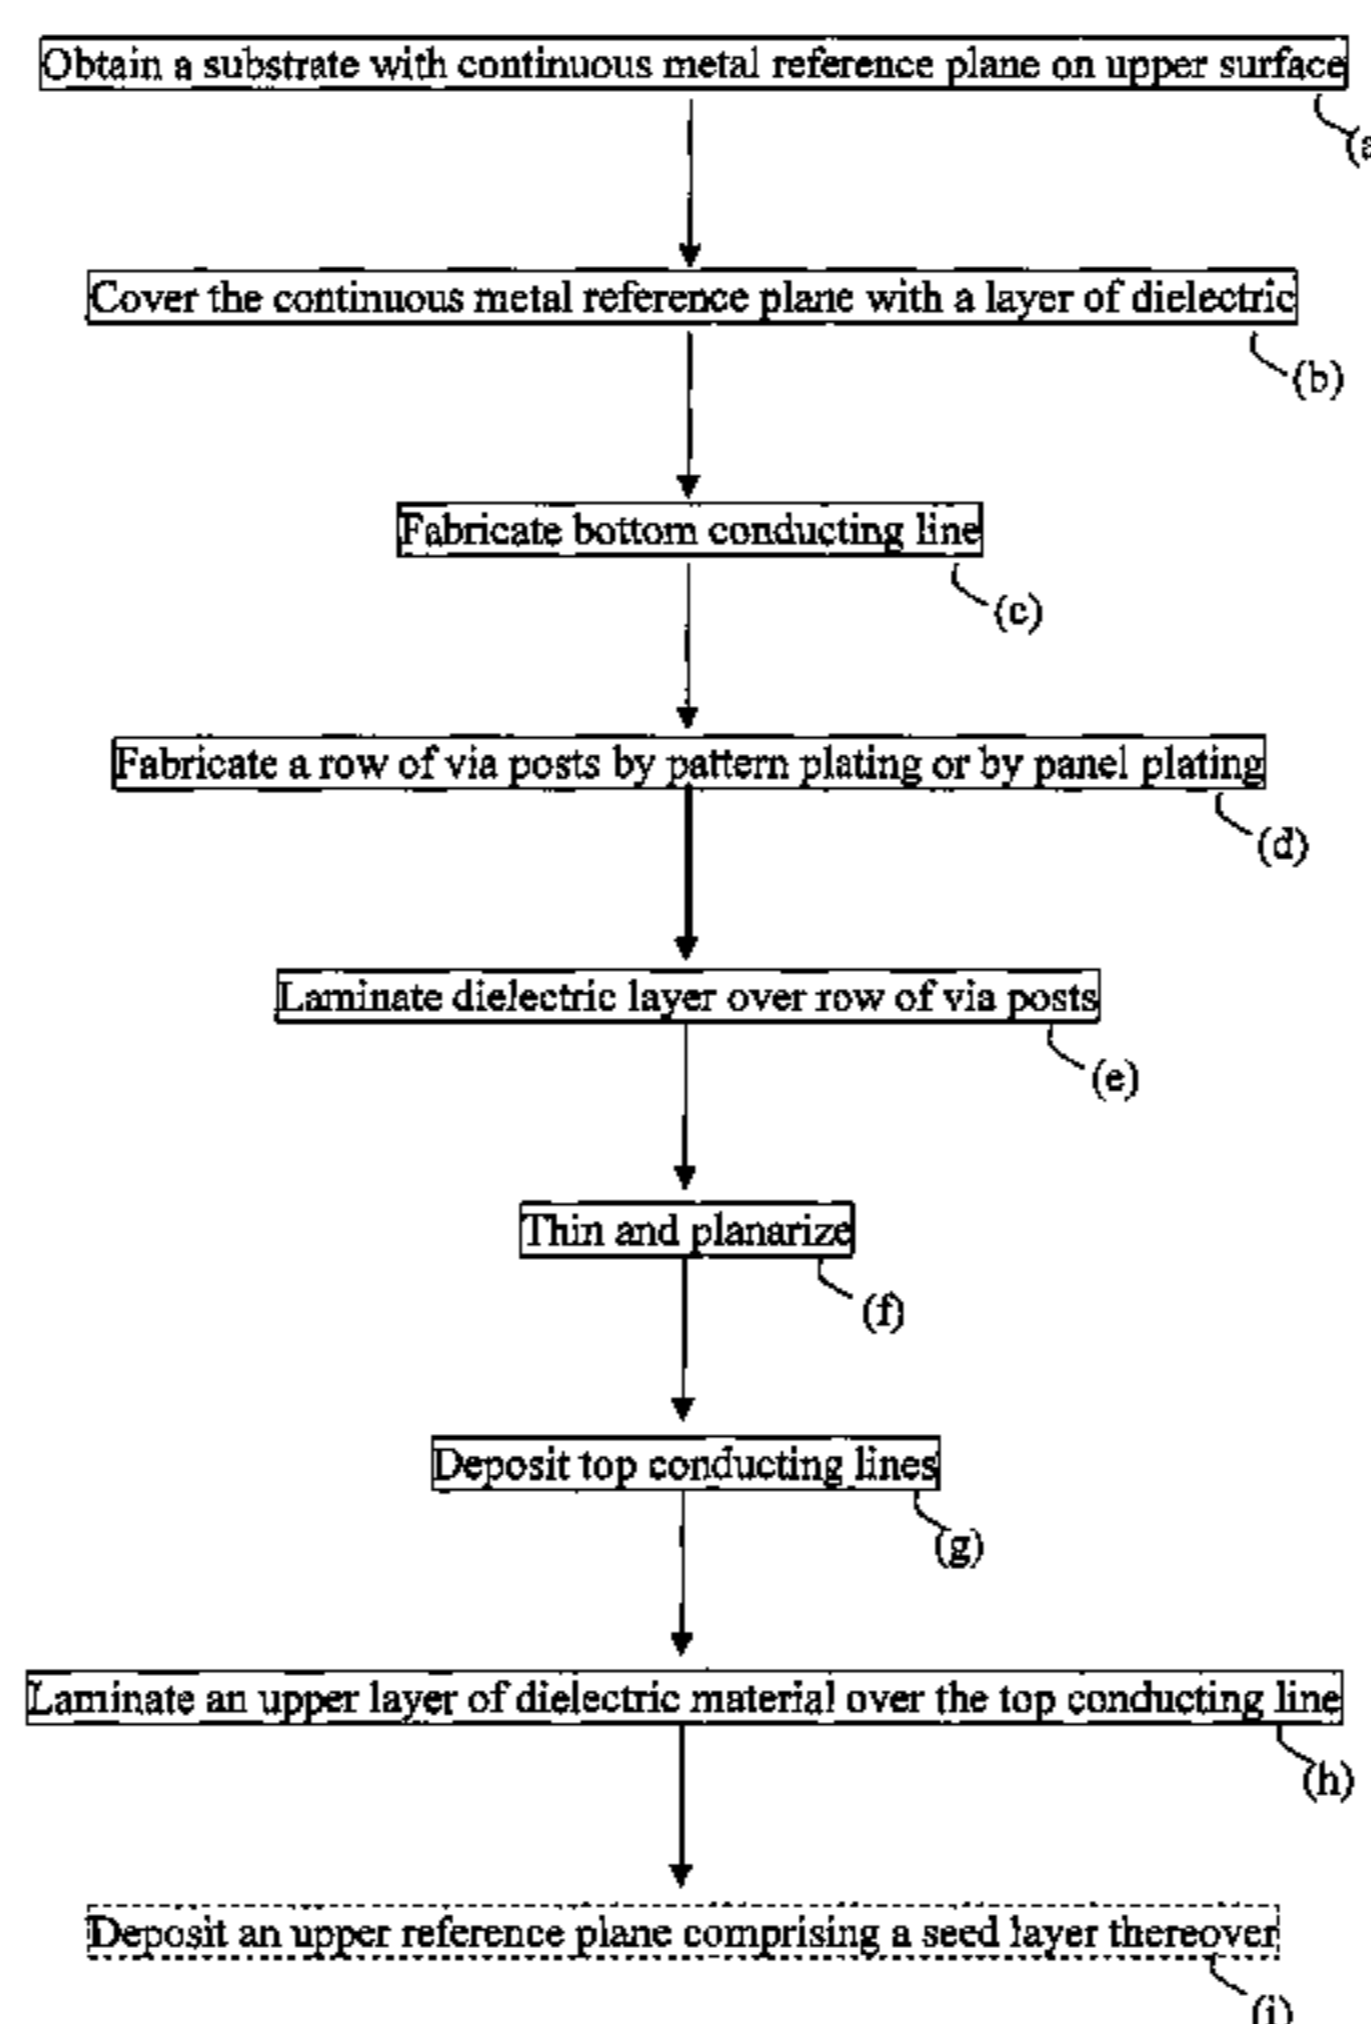 Obtain a substrate with continuous metal reference plane on upper surface
(a
Cover the continuous metal reference plane with a layer of dielectric
(b)
Fabricate bottom conducting line
(c)
Fabricate a row of via posts by pattern plating or by panel plating
(d)
Laminate dielectric layer over row of via posts
(e)
Thin and planarize
(f)
Deposit top conducting lines
(g)
Laminate an upper layer of dielectric material over the top conducting line
(h)
Deposit an upper reference plane comprising a seed layer thereover
(i)